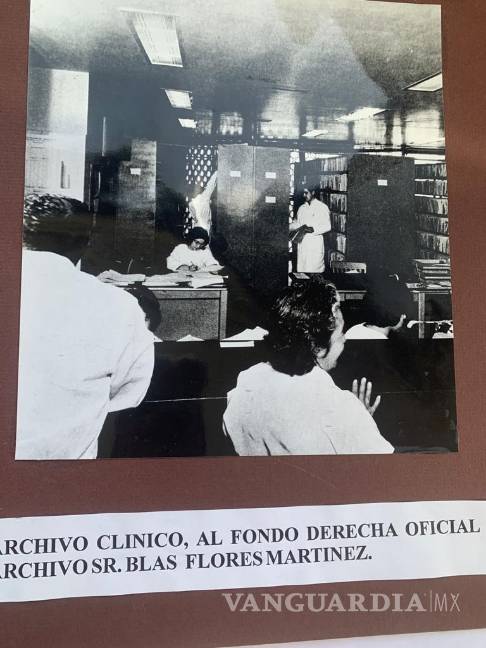 ARCHIVO CLINICO, AL FONDO DERECHA OFICIAL
ARCHIVO SR. BLAS FLORES MARTINEZ.
VANGUARDIA|MX